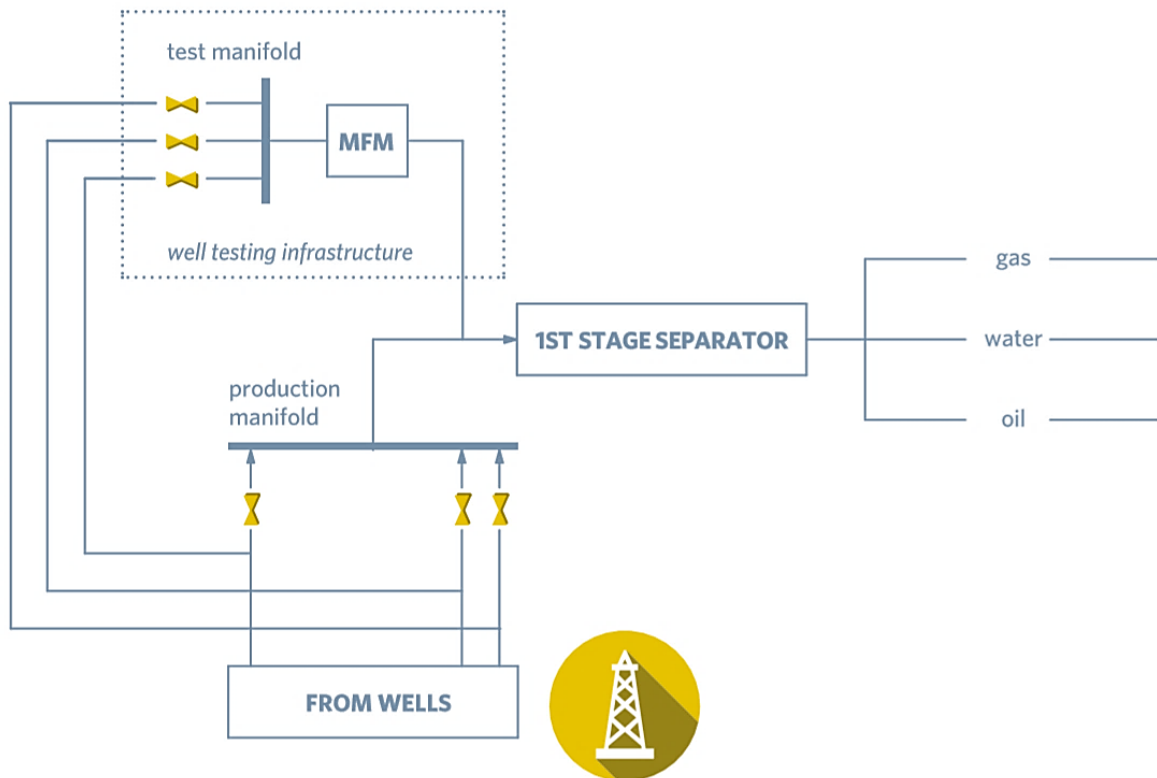 test manifold
MFM
well testing infrastructure
gas
1ST STAGE SEPARATOR
water
production
manifold
oil
FROM WELLS